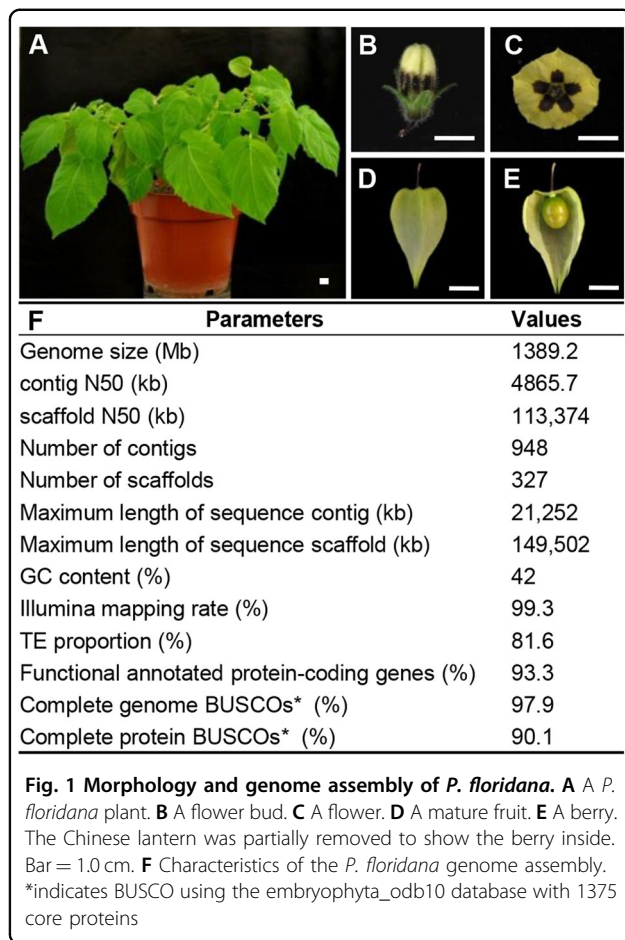 A
B
C
D
E
F Parameters Values
Genome size (Mb) 1389.2
contig N50 (kb) 4865.7
scaffold N50 (kb) 113,374
Number of contigs 948
Number of scaffolds 327
Maximum length of sequence contig (kb) 21,252
Maximum length of sequence scaffold (kb) 149,502
GC content (%) 42
Illumina mapping rate (%) 99.3
TE proportion (%) 81.6
Functional annotated protein-coding genes (%) 93.3
Complete genome BUSCOs* (%) 97.9
Complete protein BUSCOs* (%) 90.1
Fig. 1 Morphology and genome assembly of P. floridana. A A P.
floridana plant. B A flower bud. C A flower. D A mature fruit. E A berry.
The Chinese lantern was partially removed to show the berry inside.
Bar = 1.0 cm. F Characteristics of the P. floridana genome assembly.
*indicates BUSCO using the embryophyta_odb10 database with 1375
core proteins